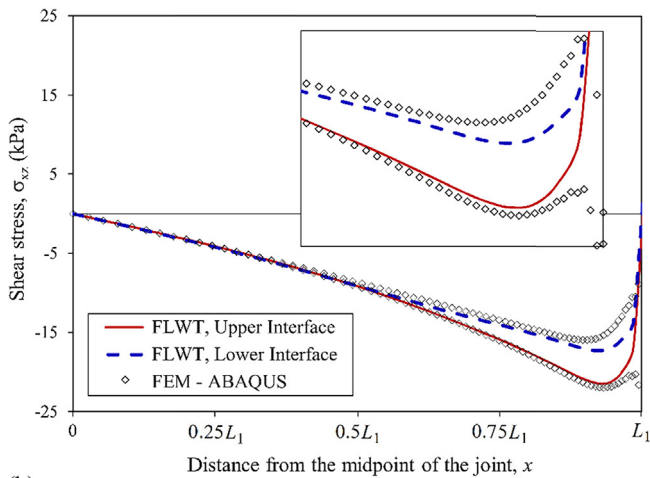 25
15
5
-5
-15
-25
Shear stress, σxz (kPa)
FLWT, Upper Interface
FLWT, Lower Interface
FEM - ABAQUS
0 0.25L1 0.5L1 0.75L1 L1
Distance from the midpoint of the joint, x